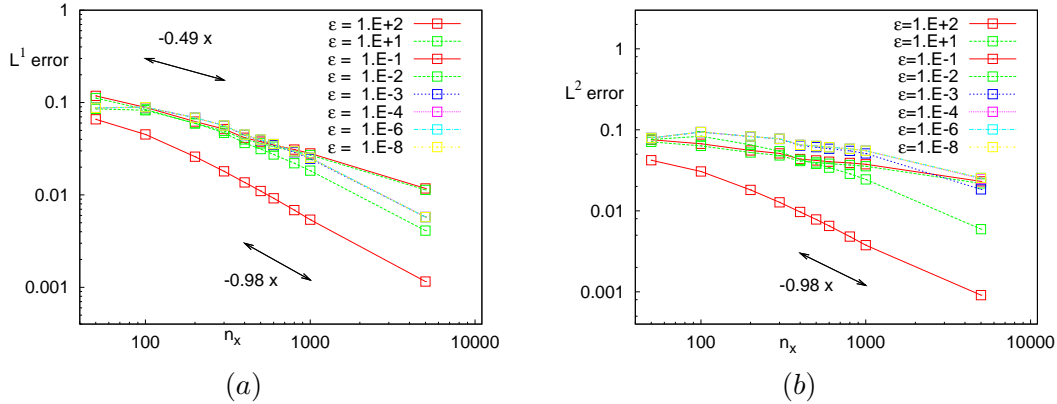 1
0.1
0.01
0.001
100
1000
10000
L¹ error
nₓ
-0.49 x
-0.98 x
ε = 1.E+2
ε = 1.E+1
ε = 1.E-1
ε = 1.E-2
ε = 1.E-3
ε = 1.E-4
ε = 1.E-6
ε = 1.E-8
(a)
1
0.1
0.01
0.001
100
1000
10000
L² error
nₓ
-0.98 x
ε=1.E+2
ε=1.E+1
ε=1.E-1
ε=1.E-2
ε=1.E-3
ε=1.E-4
ε=1.E-6
ε=1.E-8
(b)